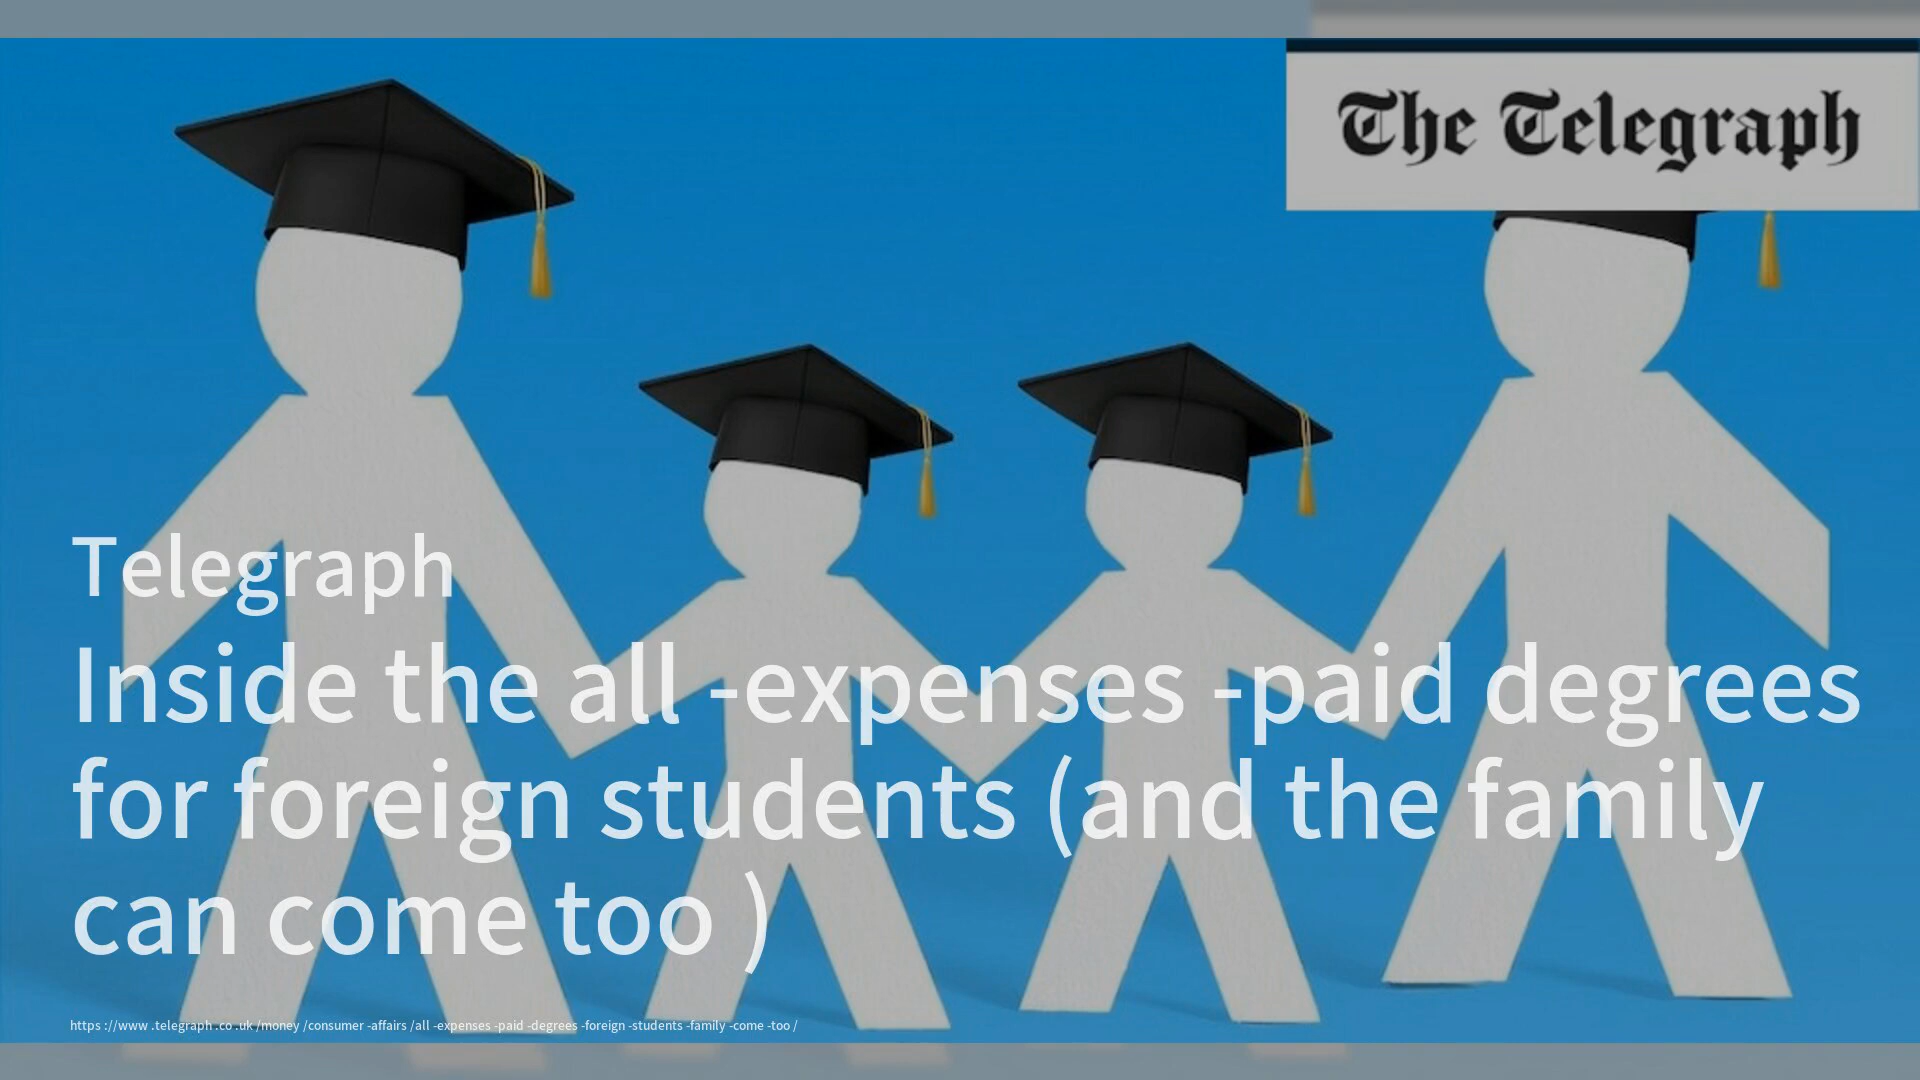 The Telegraph
Telegraph
Inside the all -expenses -paid degrees
for foreign students (and the family
can come too )
https ://www .telegraph .co .uk /money /consumer -affairs /all -expenses -paid -degrees -foreign -students -family -come -too /